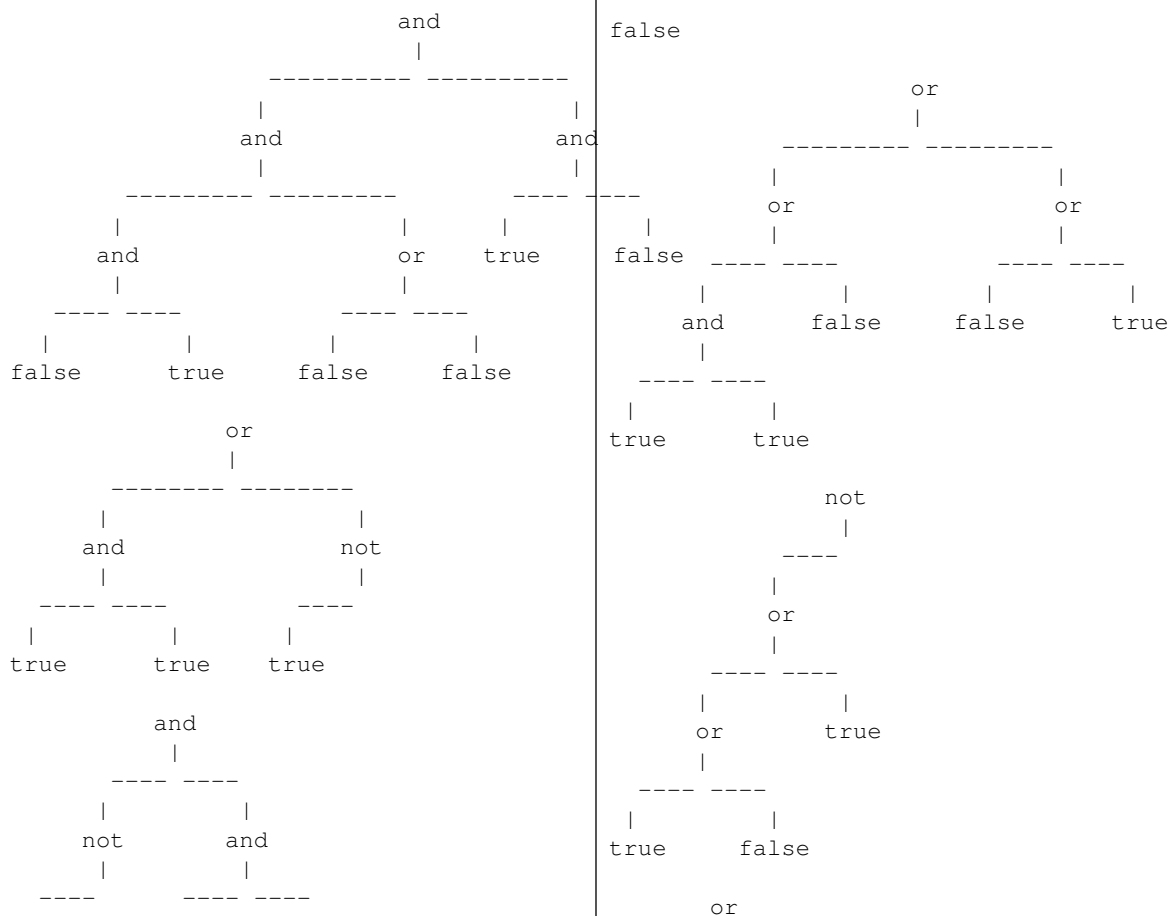 and
and and
and or true false
false true false false
or
and not
true true true
and
not and
false
or
or or
and false false true
true true
not
or
or true
true false
or